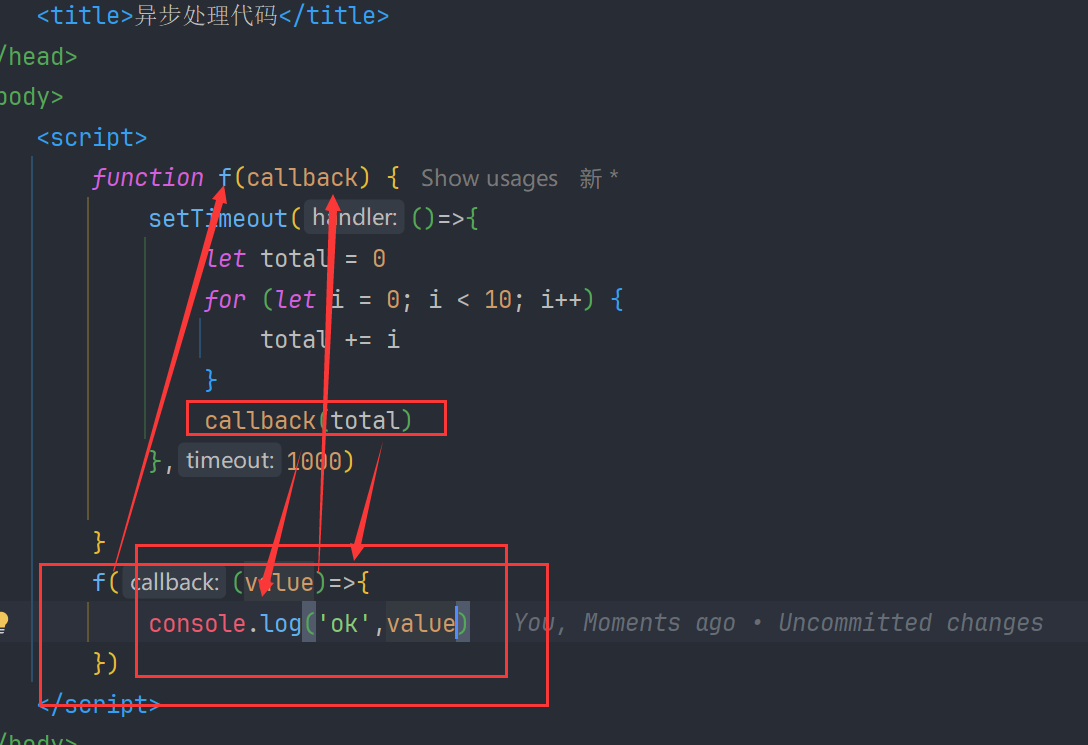 <title>异步处理代码</title>
/head>
body>
<script>
function f(callback) { Show usages 新 *
setTimeout( handler: ()=>{
let total = 0
for (let i = 0; i < 10; i++) {
total += i
}
callback(total)
}, timeout: 1000)
}
f( callback: (value)=>{
console.log('ok',value) You, Moments ago • Uncommitted changes
})
</script>
/body>